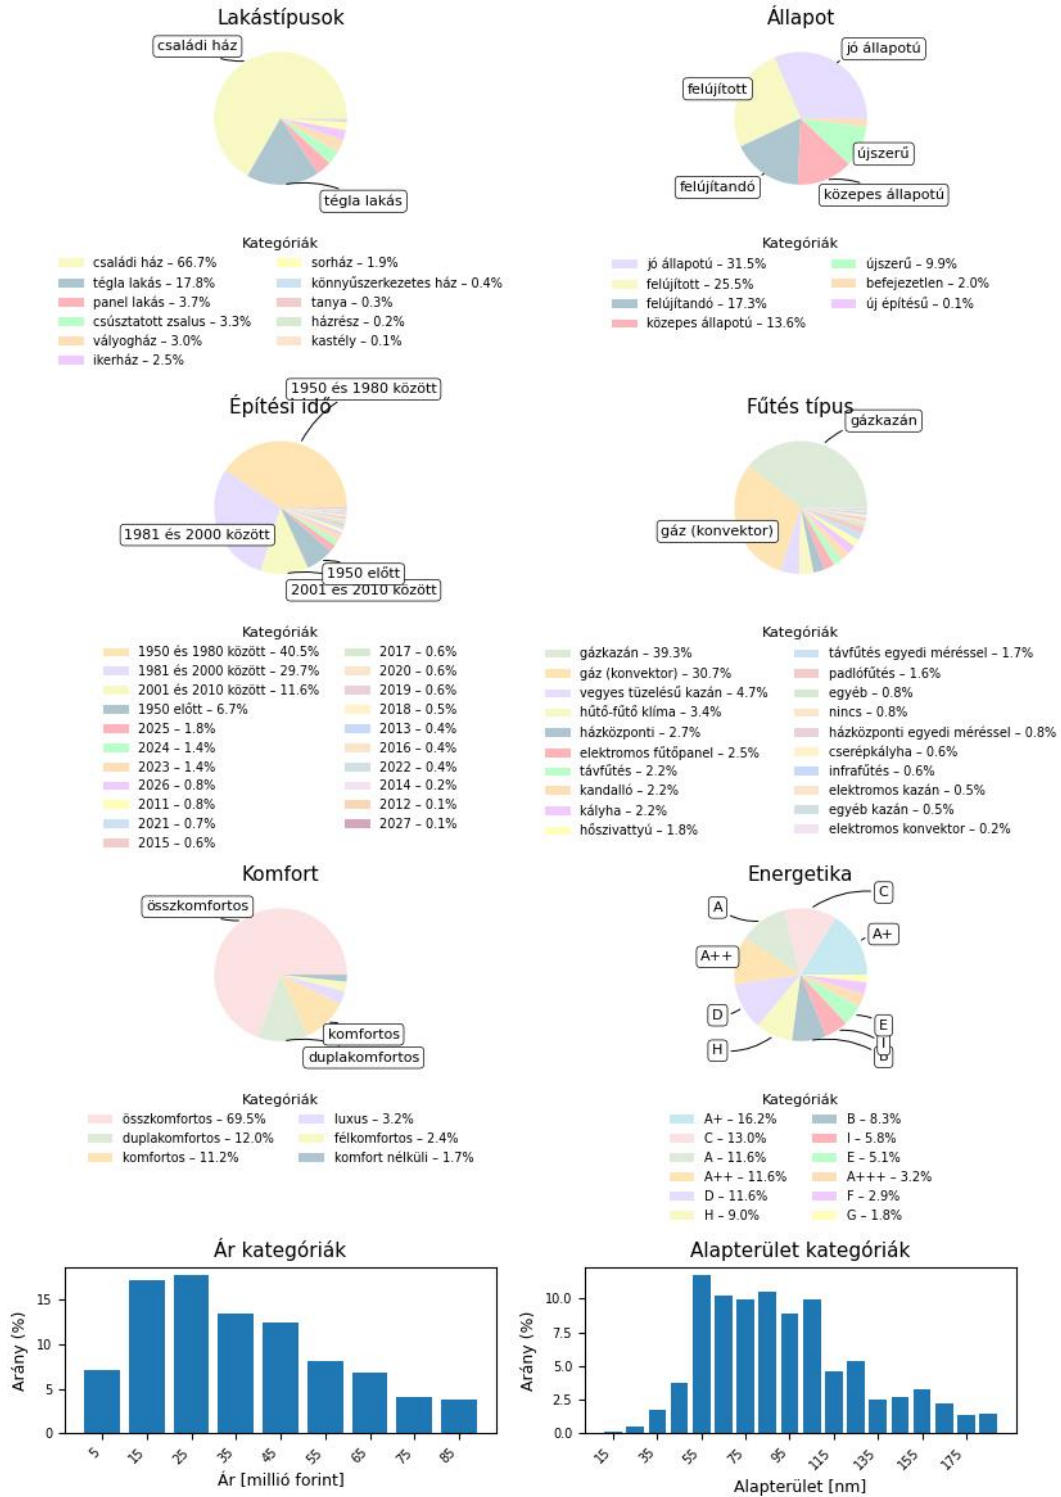 Lakástípusok
családi ház
tégla lakás
Kategóriák
családi ház – 66.7%
tégla lakás – 17.8%
panel lakás – 3.7%
csúsztatott zsalus – 3.3%
vályogház – 3.0%
ikerház – 2.5%
sorház – 1.9%
könnyűszerkezetes ház – 0.4%
tanya – 0.3%
házrész – 0.2%
kastély – 0.1%
Állapot
jó állapotú
felújított
újszerű
felújítandó
közepes állapotú
Kategóriák
jó állapotú – 31.5%
felújított – 25.5%
felújítandó – 17.3%
közepes állapotú – 13.6%
újszerű – 9.9%
befejezetlen – 2.0%
új építésű – 0.1%
1950 és 1980 között
Építési idő
1981 és 2000 között
1950 előtt
2001 és 2010 között
Kategóriák
1950 és 1980 között – 40.5%
1981 és 2000 között – 29.7%
2001 és 2010 között – 11.6%
1950 előtt – 6.7%
2025 – 1.8%
2024 – 1.4%
2023 – 1.4%
2026 – 0.8%
2011 – 0.8%
2021 – 0.7%
2015 – 0.6%
2017 – 0.6%
2020 – 0.6%
2019 – 0.6%
2018 – 0.5%
2013 – 0.4%
2016 – 0.4%
2022 – 0.4%
2014 – 0.2%
2012 – 0.1%
2027 – 0.1%
Fűtés típus
gázkazán
gáz (konvektor)
Kategóriák
gázkazán – 39.3%
gáz (konvektor) – 30.7%
vegyes tüzelésű kazán – 4.7%
hűtő-fűtő klíma – 3.4%
házközponti – 2.7%
elektromos fűtőpanel – 2.5%
távfűtés – 2.2%
kandalló – 2.2%
kályha – 2.2%
hőszivattyú – 1.8%
távfűtés egyedi méréssel – 1.7%
padlófűtés – 1.6%
egyéb – 0.8%
nincs – 0.8%
házközponti egyedi méréssel – 0.8%
cserépkályha – 0.6%
infrafűtés – 0.6%
elektromos kazán – 0.5%
egyéb kazán – 0.5%
elektromos konvektor – 0.2%
Komfort
összkomfortos
komfortos
duplakomfortos
Kategóriák
összkomfortos – 69.5%
duplakomfortos – 12.0%
komfortos – 11.2%
luxus – 3.2%
félkomfortos – 2.4%
komfort nélküli – 1.7%
Energetika
C
A
A+
A++
D
E
H
I
B
Kategóriák
A+ – 16.2%
C – 13.0%
A – 11.6%
A++ – 11.6%
D – 11.6%
H – 9.0%
B – 8.3%
I – 5.8%
E – 5.1%
A+++ – 3.2%
F – 2.9%
G – 1.8%
Ár kategóriák
Arány (%)
15
10
5
0
5 15 25 35 45 55 65 75 85
Ár [millió forint]
Alapterület kategóriák
Arány (%)
10.0
7.5
5.0
2.5
0.0
15 35 55 75 95 115 135 155 175
Alapterület [nm]